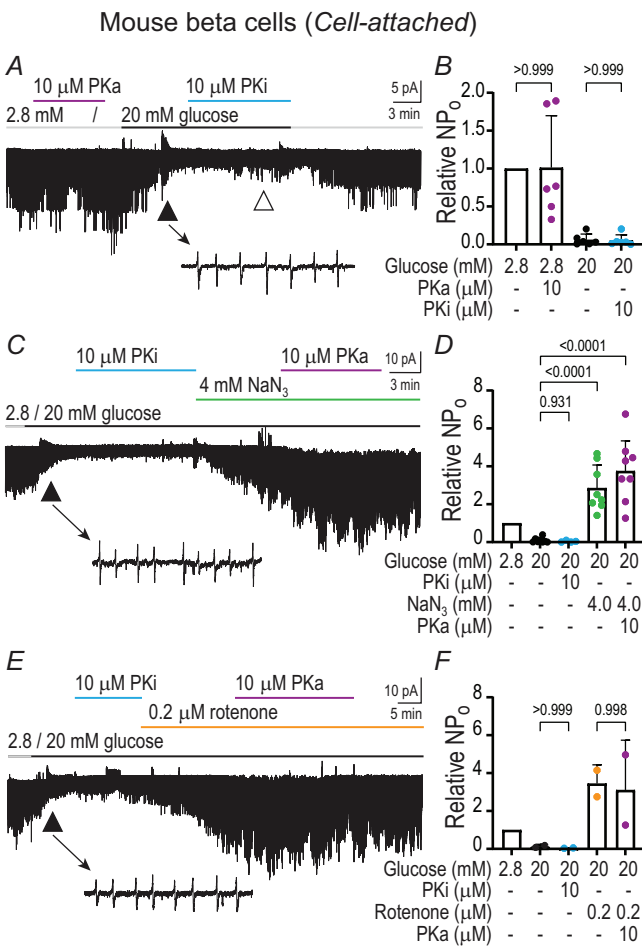 Mouse beta cells (Cell-attached)
A
10 μM PKa
10 μM PKi
5 pA
3 min
2.8 mM / 20 mM glucose
B
>0.999
>0.999
2.0
1.5
1.0
0.5
0.0
Relative NPO
Glucose (mM) 2.8 2.8 20 20
PKa (μM) - 10 - -
PKi (μM) - - - 10
C
10 μM PKi
10 μM PKa
10 pA
3 min
4 mM NaN3
2.8 / 20 mM glucose
D
<0.0001
<0.0001
0.931
8
6
4
2
0
Relative NPO
Glucose (mM) 2.8 20 20 20 20
PKi (μM) - - 10 - -
NaN3 (mM) - - - 4.0 4.0
PKa (μM) - - - - 10
E
10 μM PKi
10 μM PKa
10 pA
5 min
0.2 μM rotenone
2.8 / 20 mM glucose
F
>0.999
0.998
8
6
4
2
0
Relative NPO
Glucose (mM) 2.8 20 20 20 20
PKi (μM) - - 10 - -
Rotenone (μM) - - - 0.2 0.2
PKa (μM) - - - - 10